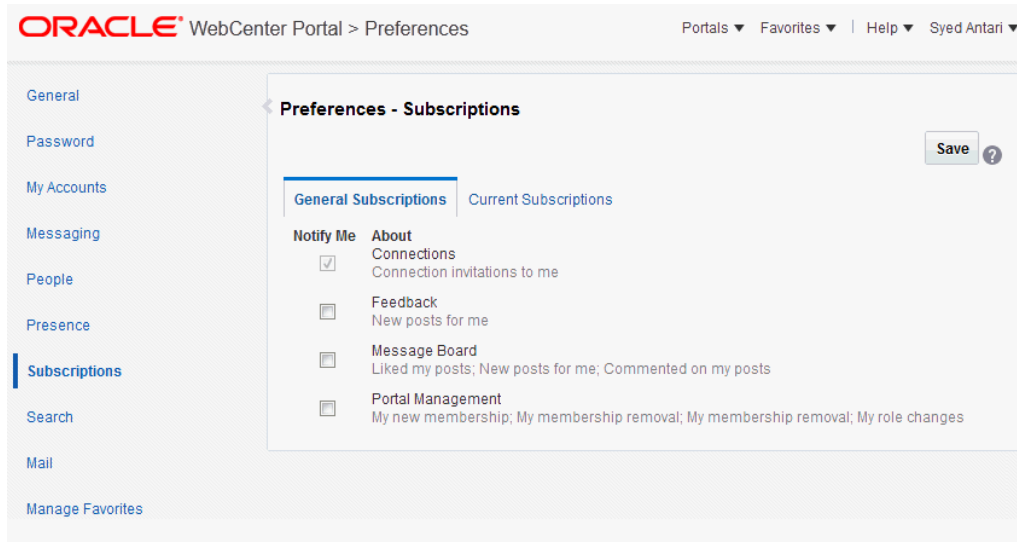 ORACLE WebCenter Portal > Preferences
Portals Favorites Help Syed Antari
General
Password
My Accounts
Messaging
People
Presence
Subscriptions
Search
Mail
Manage Favorites
Preferences - Subscriptions
Save ?
General Subscriptions Current Subscriptions
Notify Me About
Connections
Connection invitations to me
Feedback
New posts for me
Message Board
Liked my posts; New posts for me; Commented on my posts
Portal Management
My new membership; My membership removal; My membership removal; My role changes